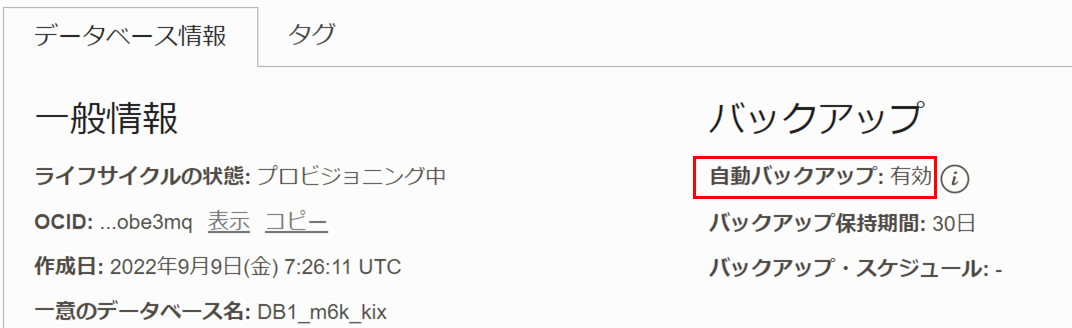 データベース情報
タグ
一般情報
ライフサイクルの状態: プロビジョニング中
OCID: ...obe3mq 表示 コピー
作成日: 2022年9月9日(金) 7:26:11 UTC
一意のデータベース名: DB1_m6k_kix
バックアップ
自動バックアップ: 有効 i
バックアップ保持期間: 30日
バックアップ・スケジュール: -